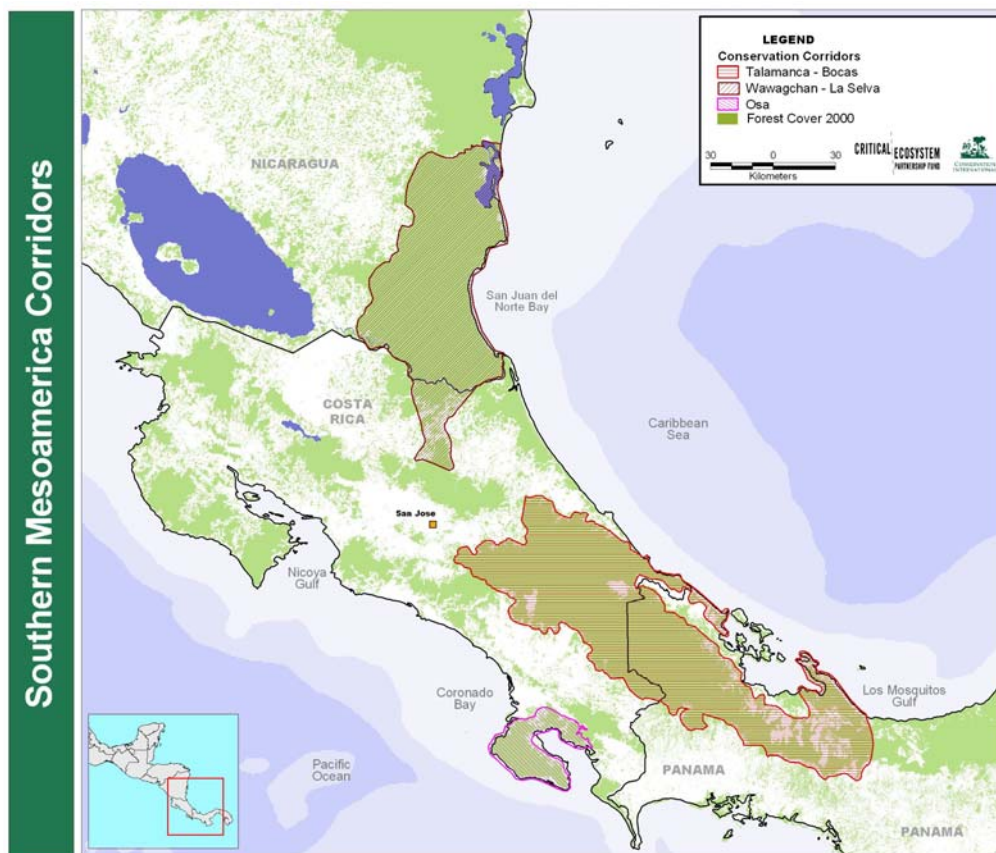 Southern Mesoamerica Corridors
LEGEND
Conservation Corridors
Talamanca - Bocas
Wawagchan - La Selva
Osa
Forest Cover 2000
30 0 30
Kilometers
CRITICAL ECOSYSTEM
PARTNERSHIP FUND
CONSERVATION
INTERNATIONAL
NICARAGUA
San Juan del
Norte Bay
COSTA
RICA
Caribbean
Sea
San Jose
Nicoya
Gulf
Coronado
Bay
Los Mosquitos
Gulf
Pacific
Ocean
PANAMA
PANAMA